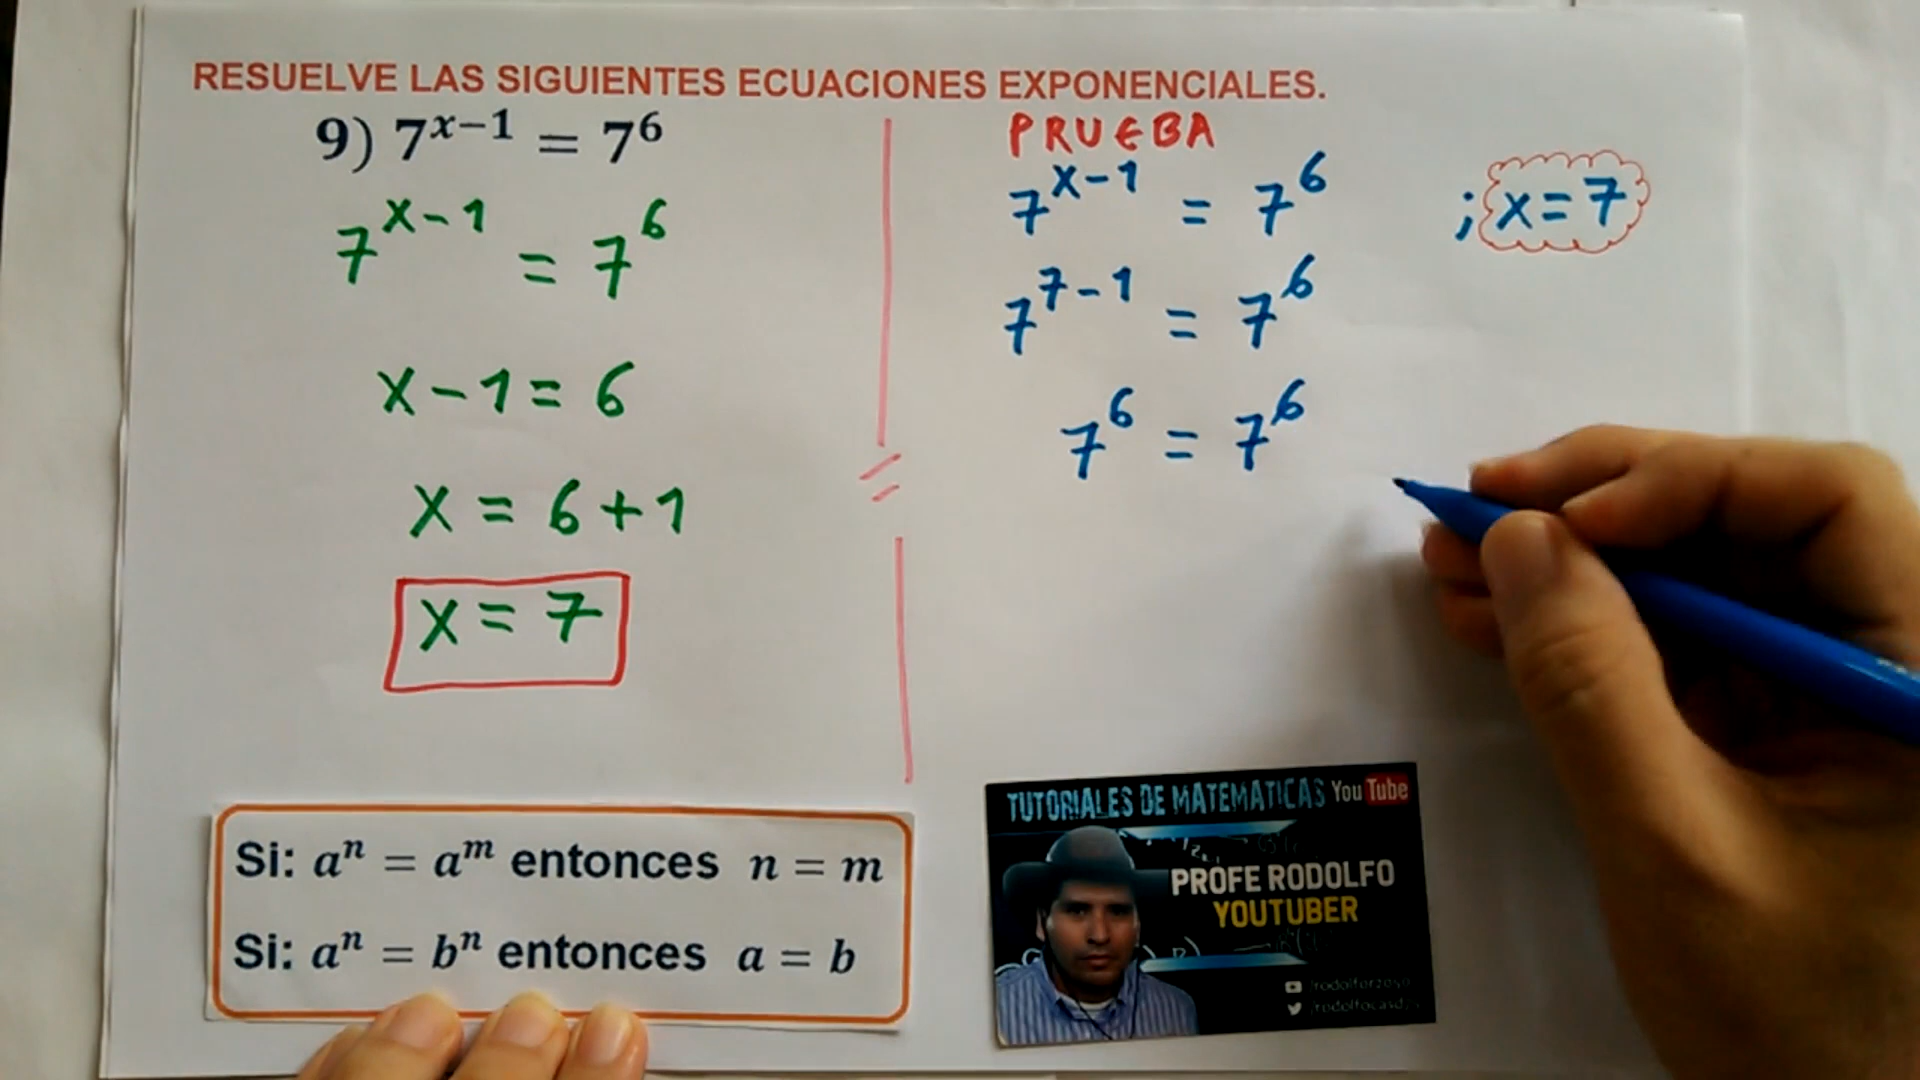 RESUELVE LAS SIGUIENTES ECUACIONES EXPONENCIALES.
9) 7^{x-1} = 7^6
7^{x-1} = 7^6
x-1 = 6
x = 6+1
x = 7
PRUEBA
7^{x-1} = 7^6 ; x=7
7^{7-1} = 7^6
7^6 = 7^6
Si: a^n = a^m entonces n = m
Si: a^n = b^n entonces a = b
TUTORIALES DE MATEMATICAS YouTube
PROFE RODOLFO
YOUTUBER